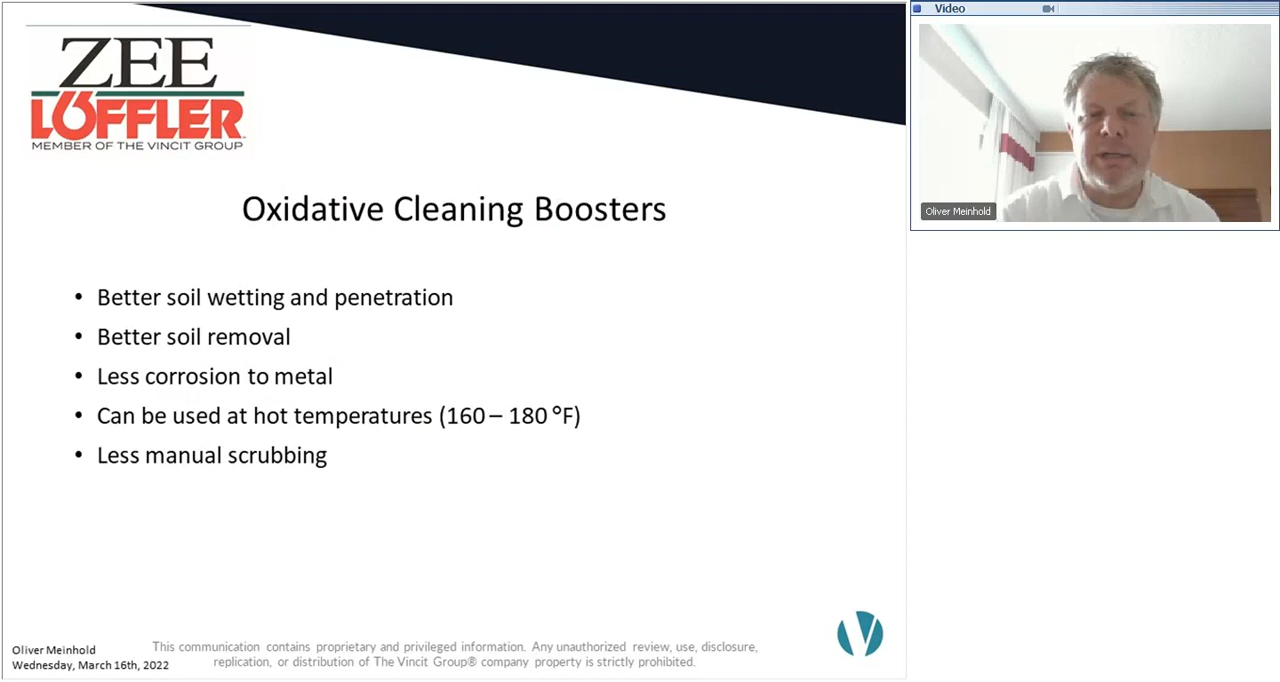 ZEE
LÖFFLER
MEMBER OF THE VINCIT GROUP
Oxidative Cleaning Boosters
• Better soil wetting and penetration
• Better soil removal
• Less corrosion to metal
• Can be used at hot temperatures (160 – 180 °F)
• Less manual scrubbing
Oliver Meinhold
Wednesday, March 16th, 2022
This communication contains proprietary and privileged information. Any unauthorized review, use, disclosure,
replication, or distribution of The Vincit Group® company property is strictly prohibited.
Video
Oliver Meinhold